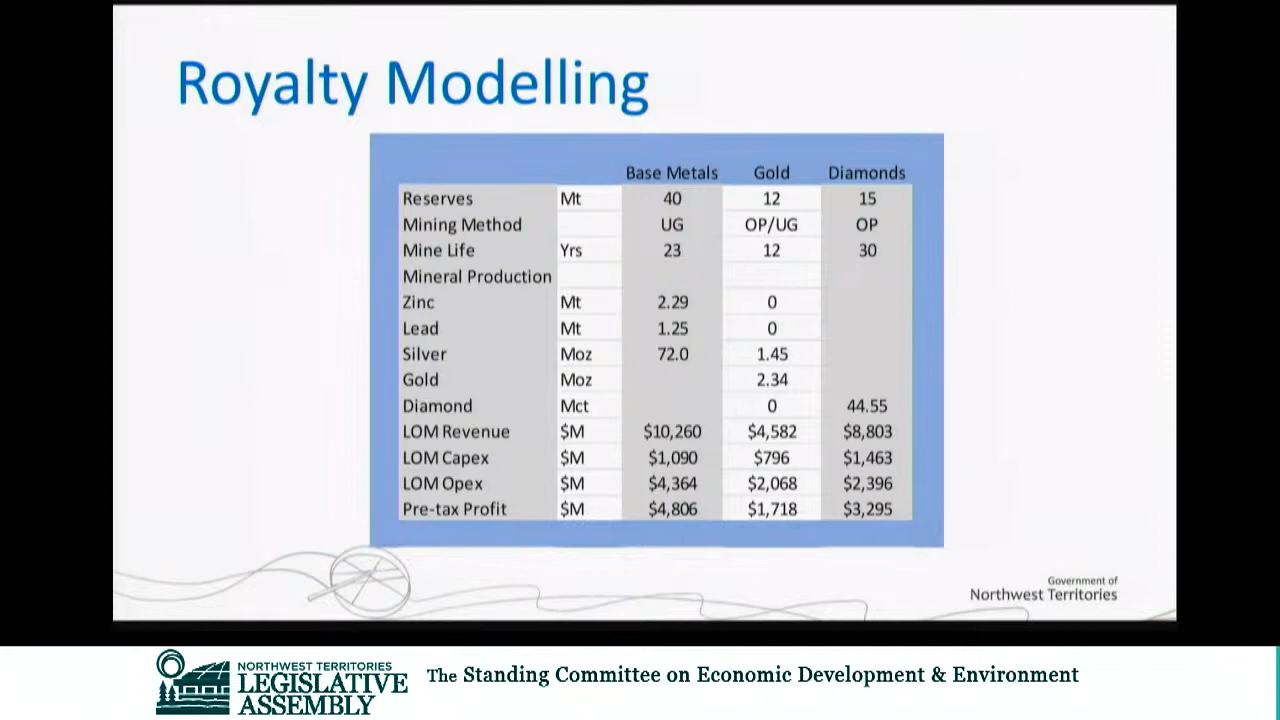 Royalty Modelling
Base Metals Gold Diamonds
Reserves Mt 40 12 15
Mining Method UG OP/UG OP
Mine Life Yrs 23 12 30
Mineral Production
Zinc Mt 2.29 0
Lead Mt 1.25 0
Silver Moz 72.0 1.45
Gold Moz 2.34
Diamond Mct 0 44.55
LOM Revenue $M $10,260 $4,582 $8,803
LOM Capex $M $1,090 $796 $1,463
LOM Opex $M $4,364 $2,068 $2,396
Pre-tax Profit $M $4,806 $1,718 $3,295
Government of
Northwest Territories
NORTHWEST TERRITORIES
LEGISLATIVE
ASSEMBLY
The Standing Committee on Economic Development & Environment